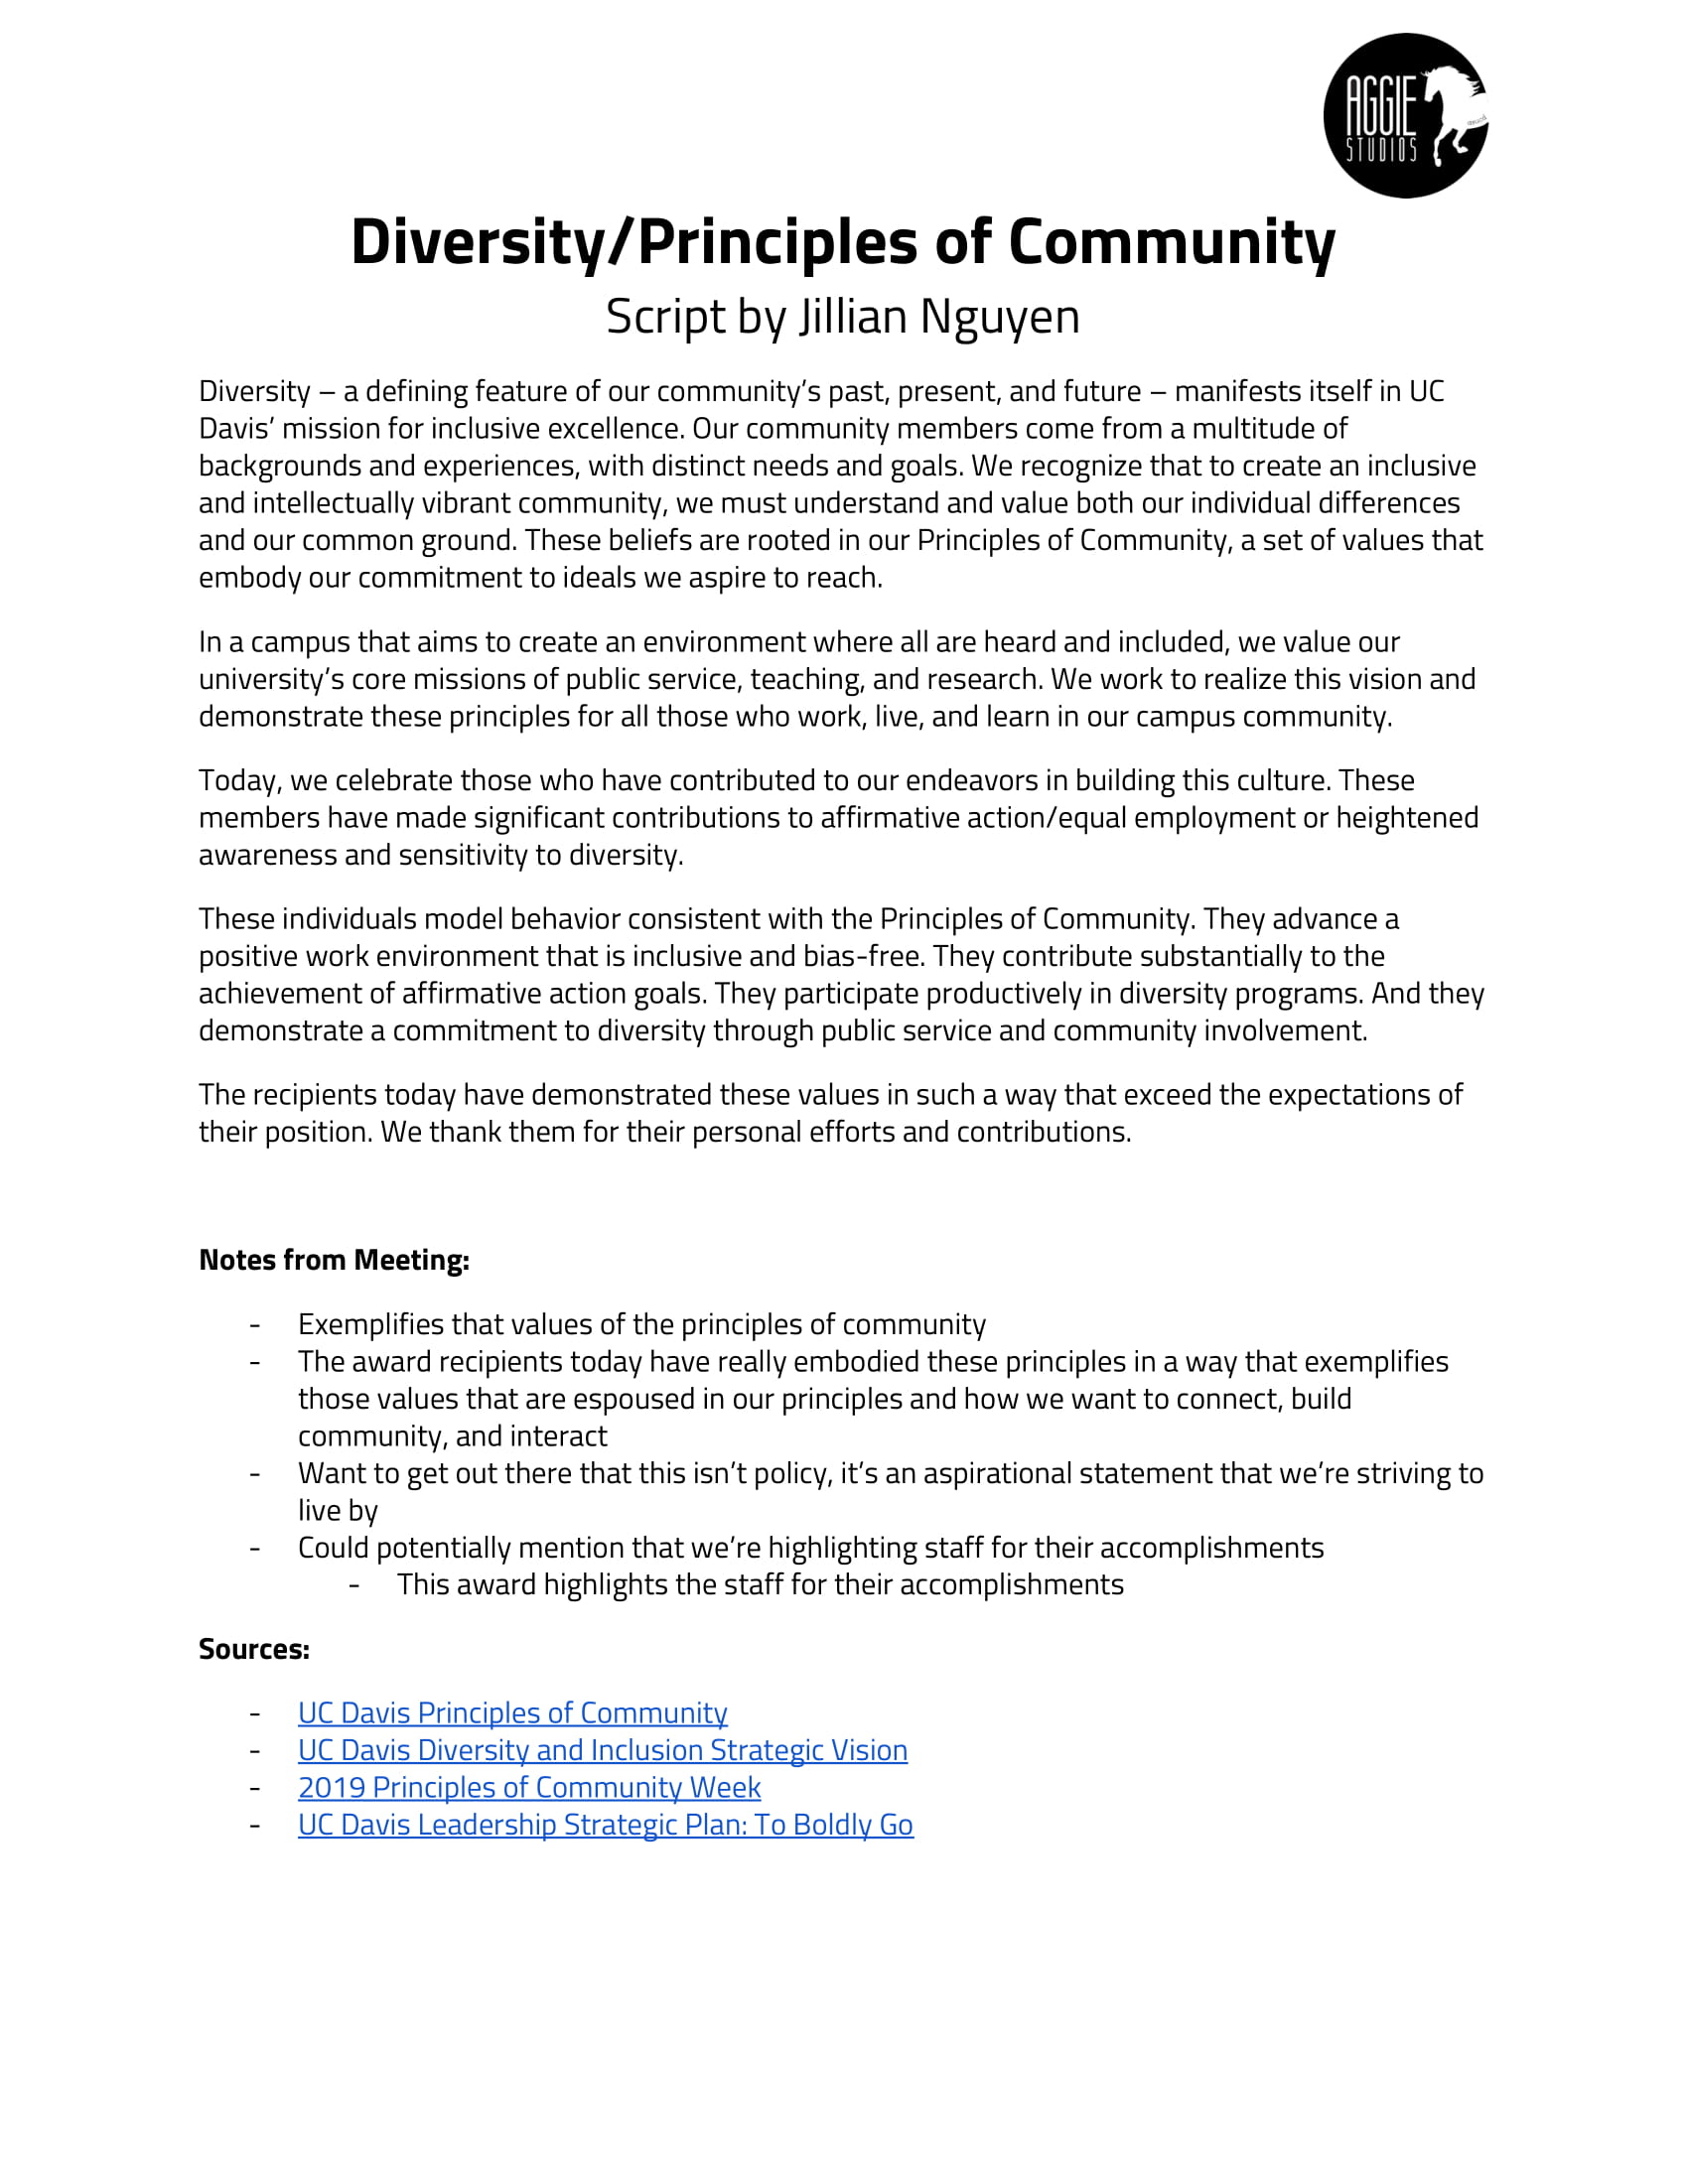 AGGIE
STUDIOS
Diversity/Principles of Community
Script by Jillian Nguyen
Diversity – a defining feature of our community’s past, present, and future – manifests itself in UC
Davis’ mission for inclusive excellence. Our community members come from a multitude of
backgrounds and experiences, with distinct needs and goals. We recognize that to create an inclusive
and intellectually vibrant community, we must understand and value both our individual differences
and our common ground. These beliefs are rooted in our Principles of Community, a set of values that
embody our commitment to ideals we aspire to reach.
In a campus that aims to create an environment where all are heard and included, we value our
university’s core missions of public service, teaching, and research. We work to realize this vision and
demonstrate these principles for all those who work, live, and learn in our campus community.
Today, we celebrate those who have contributed to our endeavors in building this culture. These
members have made significant contributions to affirmative action/equal employment or heightened
awareness and sensitivity to diversity.
These individuals model behavior consistent with the Principles of Community. They advance a
positive work environment that is inclusive and bias-free. They contribute substantially to the
achievement of affirmative action goals. They participate productively in diversity programs. And they
demonstrate a commitment to diversity through public service and community involvement.
The recipients today have demonstrated these values in such a way that exceed the expectations of
their position. We thank them for their personal efforts and contributions.
Notes from Meeting:
- Exemplifies that values of the principles of community
- The award recipients today have really embodied these principles in a way that exemplifies
those values that are espoused in our principles and how we want to connect, build
community, and interact
- Want to get out there that this isn’t policy, it’s an aspirational statement that we’re striving to
live by
- Could potentially mention that we’re highlighting staff for their accomplishments
- This award highlights the staff for their accomplishments
Sources:
- UC Davis Principles of Community
- UC Davis Diversity and Inclusion Strategic Vision
- 2019 Principles of Community Week
- UC Davis Leadership Strategic Plan: To Boldly Go